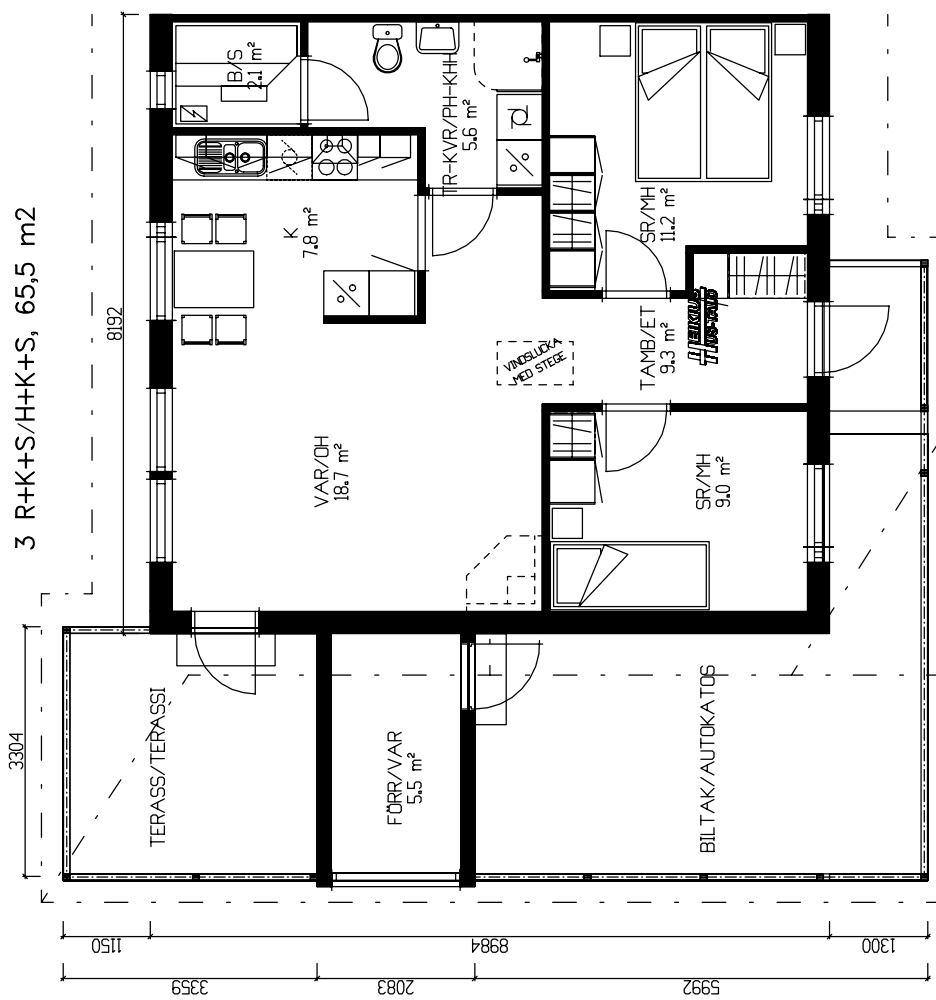 3 R+K+S/H+K+S, 65,5 m2
B/S
2.1 m²
TR-KVR/PH-KHH
5.6 m²
SR/MH
11.2 m²
K
7.8 m²
8192
HEIKIUS
HUS-TALO
TAMB/ET
9.3 m²
VINDSLUCKA
MED STEGE
VAR/OH
18.7 m²
SR/MH
9.0 m²
3304
TERASS/TERASSI
FÖRR/VAR
5.5 m²
BILTAK/AUTOKATOS
1150
8984
1300
3359
2083
5992